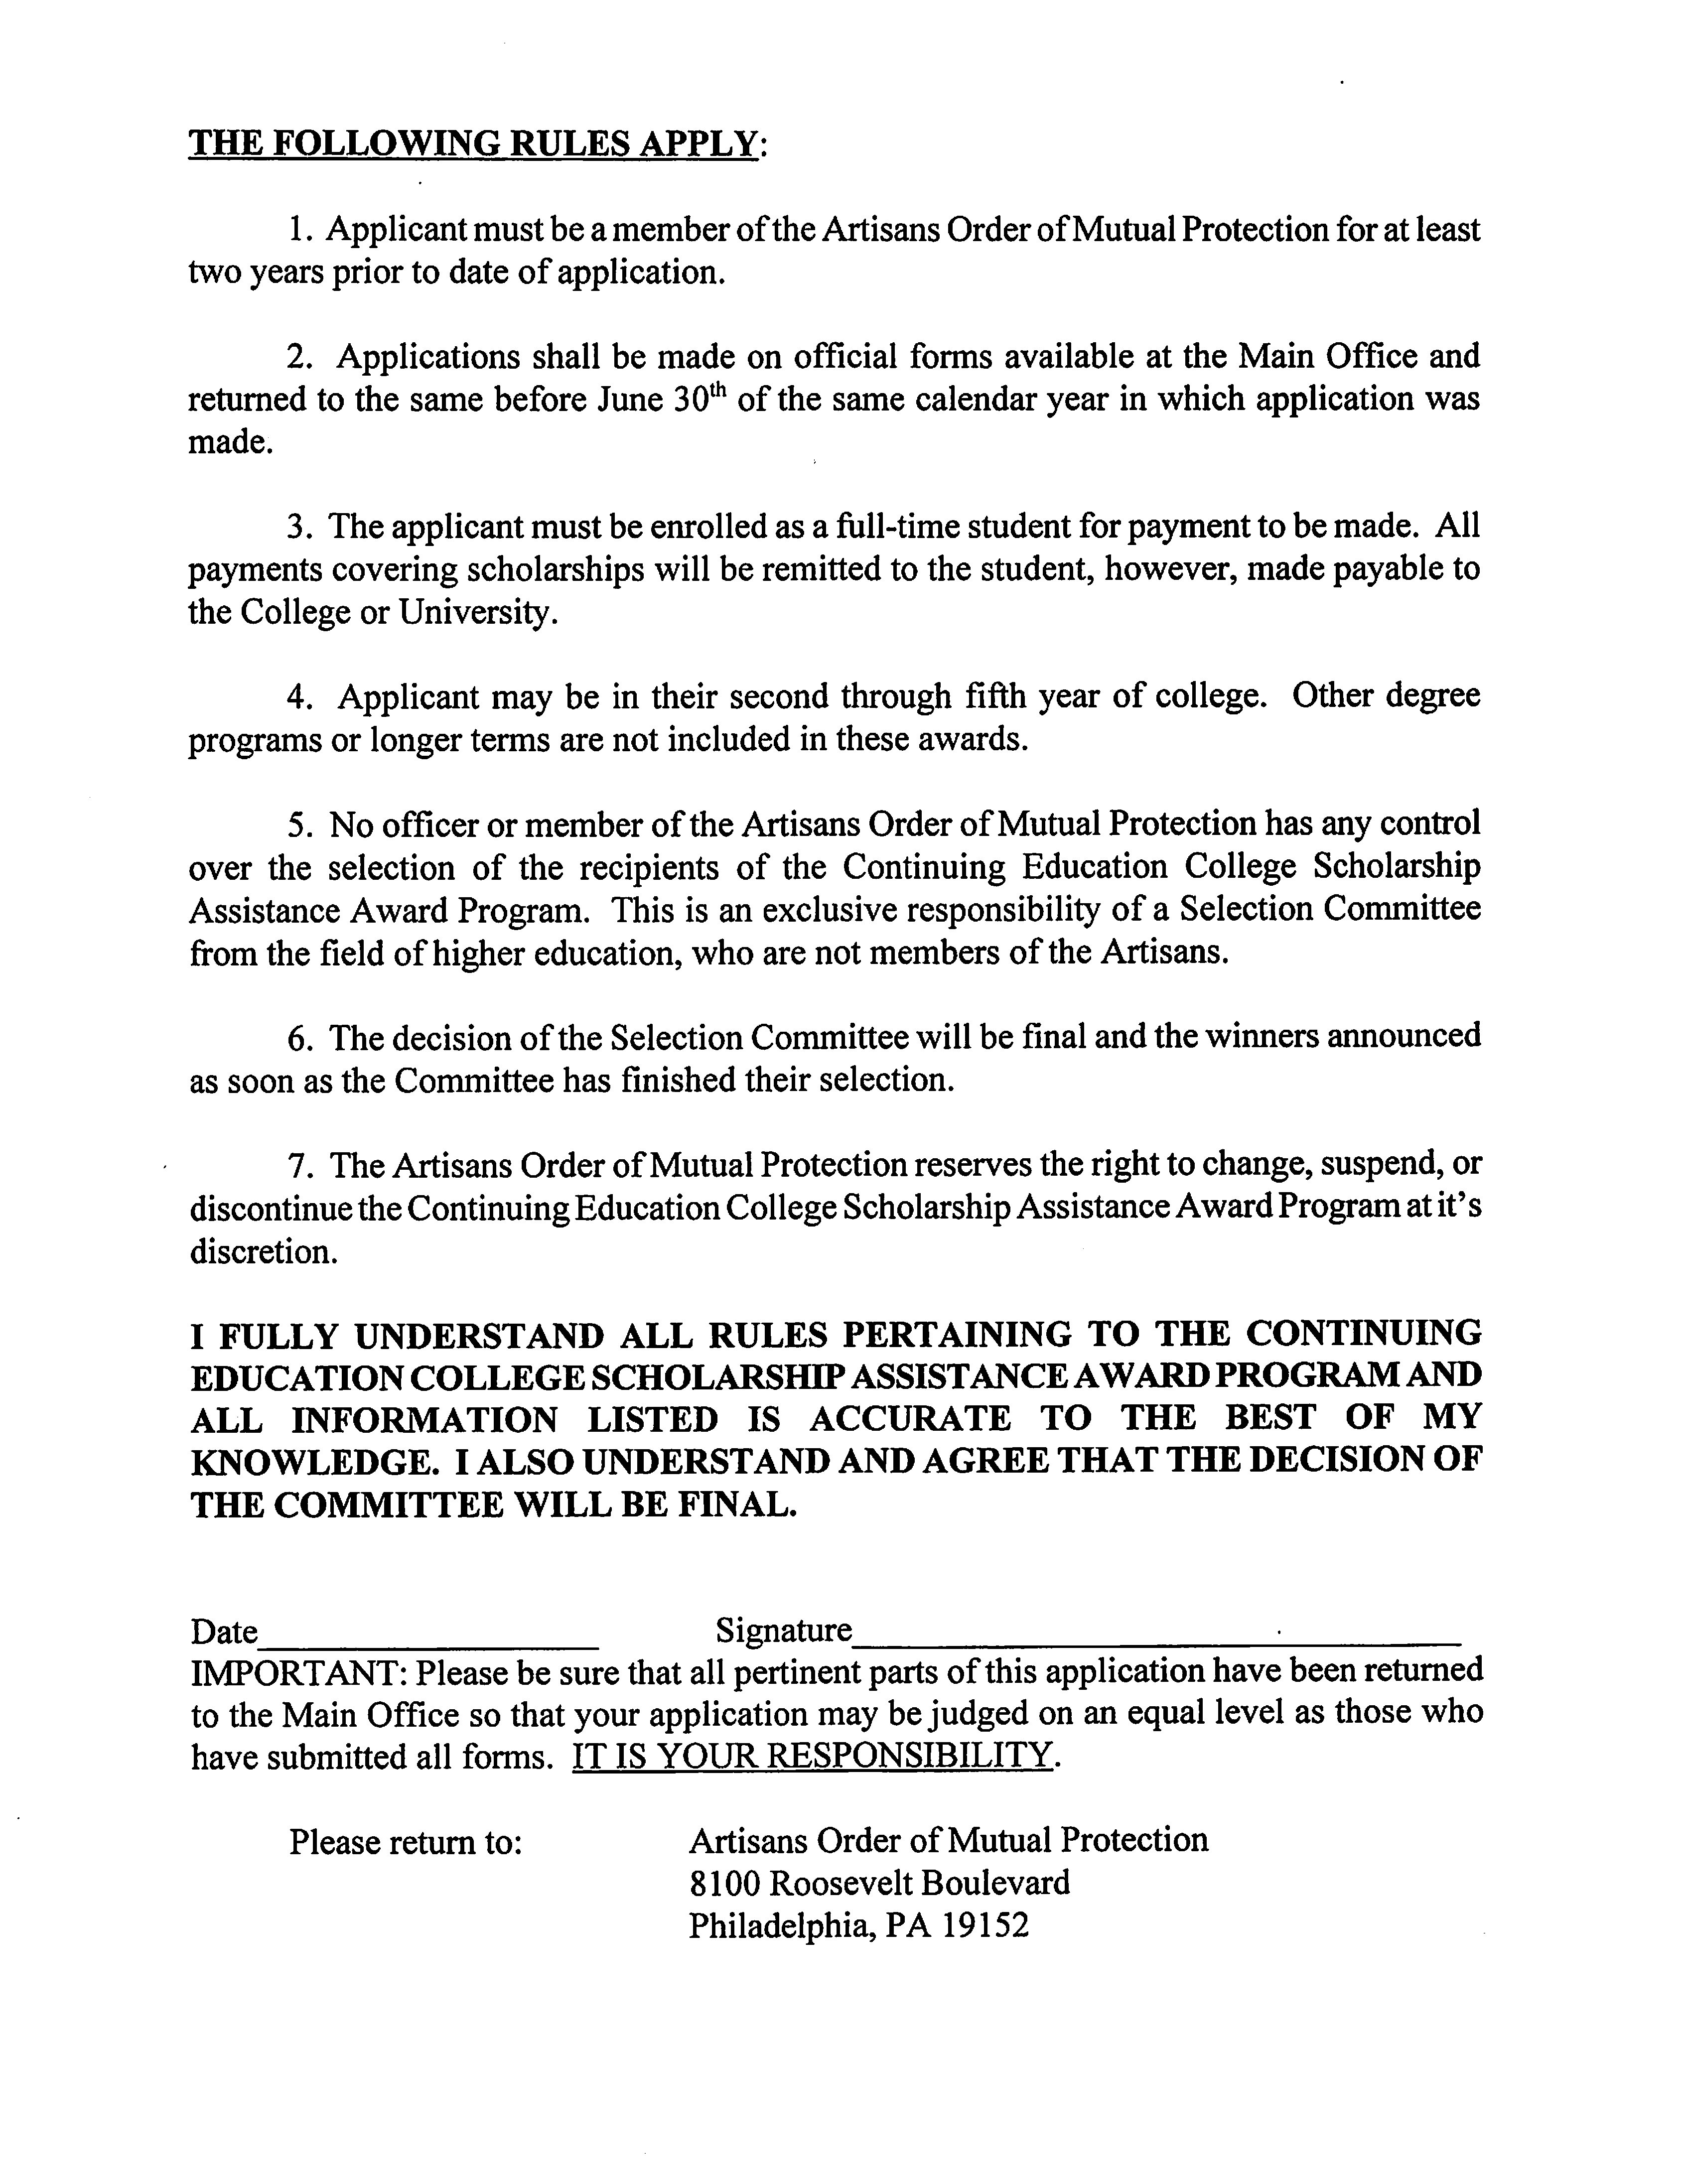 THE FOLLOWING RULES APPLY:
1. Applicant must be a member of the Artisans Order of Mutual Protection for at least
two years prior to date of application.
2. Applications shall be made on official forms available at the Main Office and
returned to the same before June 30th of the same calendar year in which application was
made.
3. The applicant must be enrolled as a full-time student for payment to be made. All
payments covering scholarships will be remitted to the student, however, made payable to
the College or University.
4. Applicant may be in their second through fifth year of college. Other degree
programs or longer terms are not included in these awards.
5. No officer or member of the Artisans Order of Mutual Protection has any control
over the selection of the recipients of the Continuing Education College Scholarship
Assistance Award Program. This is an exclusive responsibility of a Selection Committee
from the field of higher education, who are not members of the Artisans.
6. The decision of the Selection Committee will be final and the winners announced
as soon as the Committee has finished their selection.
7. The Artisans Order of Mutual Protection reserves the right to change, suspend, or
discontinue the Continuing Education College Scholarship Assistance Award Program at it's
discretion.
I FULLY UNDERSTAND ALL RULES PERTAINING TO THE CONTINUING
EDUCATION COLLEGE SCHOLARSHIP ASSISTANCE AWARD PROGRAM AND
ALL INFORMATION LISTED IS ACCURATE TO THE BEST OF MY
KNOWLEDGE. I ALSO UNDERSTAND AND AGREE THAT THE DECISION OF
THE COMMITTEE WILL BE FINAL.
Date____________________ Signature____________________________________
IMPORTANT: Please be sure that all pertinent parts of this application have been returned
to the Main Office so that your application may be judged on an equal level as those who
have submitted all forms. IT IS YOUR RESPONSIBILITY.
Please return to: Artisans Order of Mutual Protection
8100 Roosevelt Boulevard
Philadelphia, PA 19152